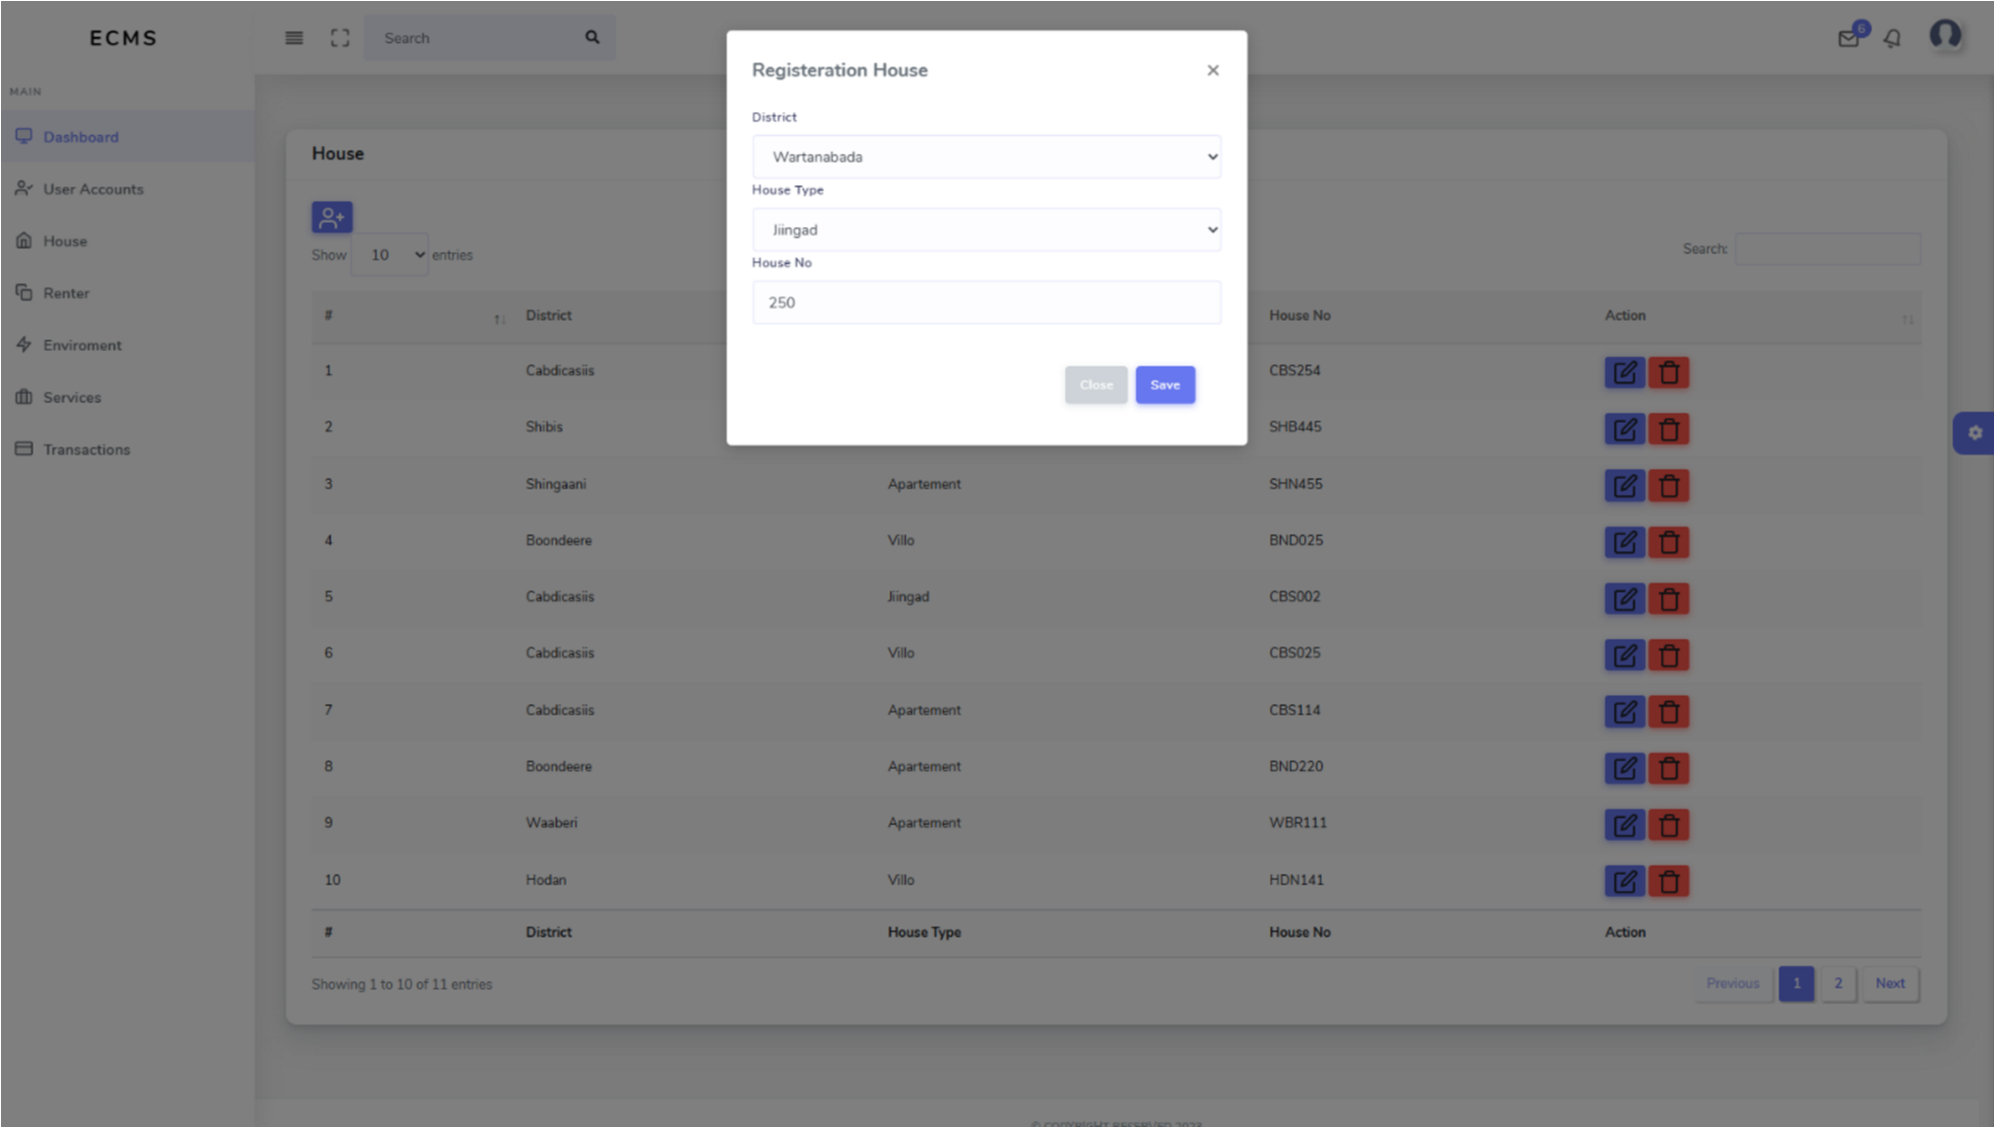 ECMS
Search
6
MAIN
Dashboard
User Accounts
House
Renter
Enviroment
Services
Transactions
Registeration House
×
District
Wartanabada
House Type
Jiingad
House No
250
Close Save
House
Show 10 entries
Search:
# District House No Action
1 Cabdicasiis CBS254
2 Shibis SHB445
3 Shingaani Apartement SHN455
4 Boondeere Villo BND025
5 Cabdicasiis Jiingad CBS002
6 Cabdicasiis Villo CBS025
7 Cabdicasiis Apartement CBS114
8 Boondeere Apartement BND220
9 Waaberi Apartement WBR111
10 Hodan Villo HDN141
# District House Type House No Action
Showing 1 to 10 of 11 entries
Previous 1 2 Next
© COPYRIGHT RESERVED 2023